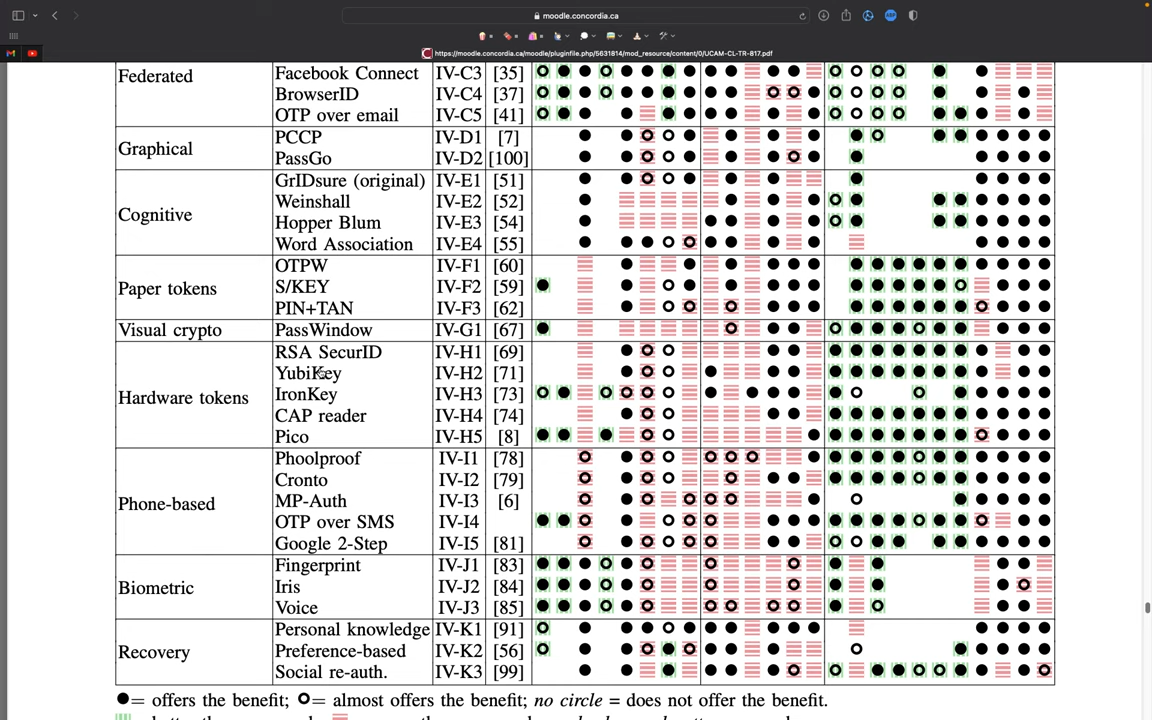 moodle.concordia.ca
https://moodle.concordia.ca/moodle/pluginfile.php/5631814/mod_resource/content/0/UCAM-CL-TR-817.pdf
Federated Facebook Connect IV-C3 [35]
BrowserID IV-C4 [37]
OTP over email IV-C5 [41]
Graphical PCCP IV-D1 [7]
PassGo IV-D2 [100]
Cognitive GrIDsure (original) IV-E1 [51]
Weinshall IV-E2 [52]
Hopper Blum IV-E3 [54]
Word Association IV-E4 [55]
Paper tokens OTPW IV-F1 [60]
S/KEY IV-F2 [59]
PIN+TAN IV-F3 [62]
Visual crypto PassWindow IV-G1 [67]
Hardware tokens RSA SecurID IV-H1 [69]
YubiKey IV-H2 [71]
IronKey IV-H3 [73]
CAP reader IV-H4 [74]
Pico IV-H5 [8]
Phone-based Phoolproof IV-I1 [78]
Cronto IV-I2 [79]
MP-Auth IV-I3 [6]
OTP over SMS IV-I4
Google 2-Step IV-I5 [81]
Biometric Fingerprint IV-J1 [83]
Iris IV-J2 [84]
Voice IV-J3 [85]
Recovery Personal knowledge IV-K1 [91]
Preference-based IV-K2 [56]
Social re-auth. IV-K3 [99]
●= offers the benefit; ○= almost offers the benefit; no circle = does not offer the benefit.